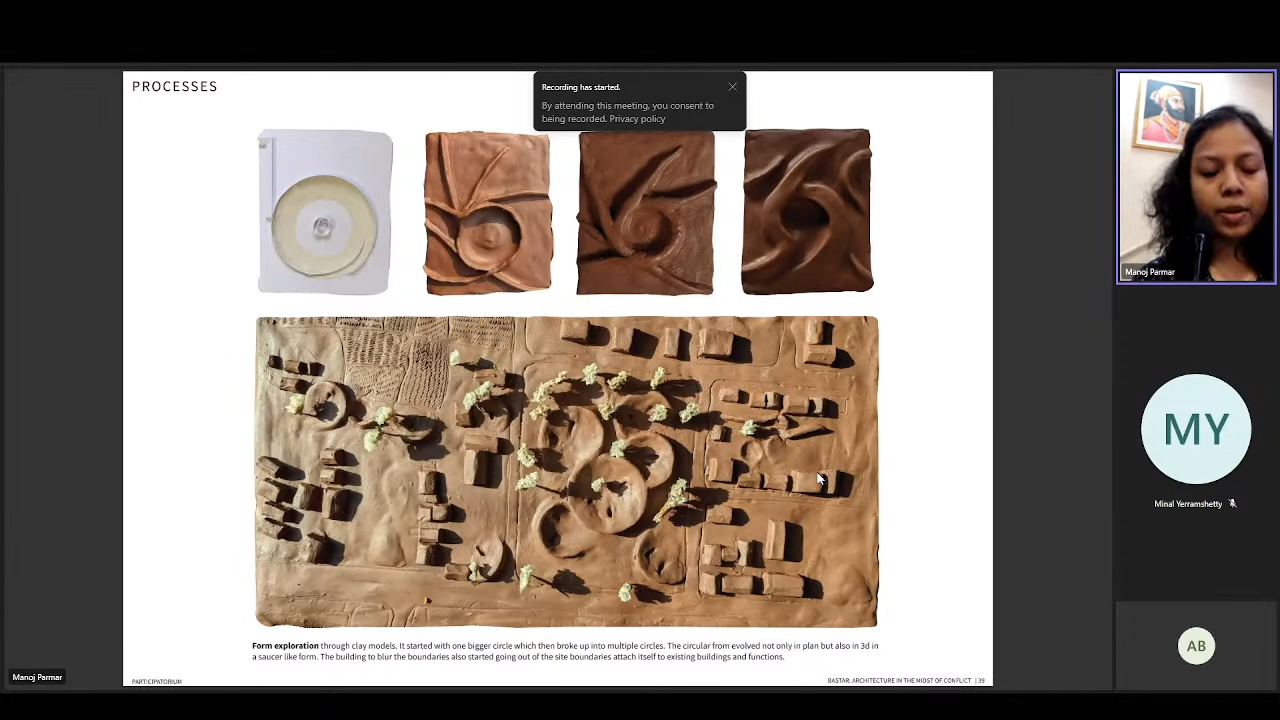 PROCESSES
Recording has started.
By attending this meeting, you consent to
being recorded. Privacy policy
Manoj Parmar
MY
Minal Yerramshetty
Form exploration through clay models. It started with one bigger circle which then broke up into multiple circles. The circular from evolved not only in plan but also in 3d in
a saucer like form. The building to blur the boundaries also started going out of the site boundaries attach itself to existing buildings and functions.
AB
Manoj Parmar
PARTICIPATORIUM
BASTAR: ARCHITECTURE IN THE MIDST OF CONFLICT | 39